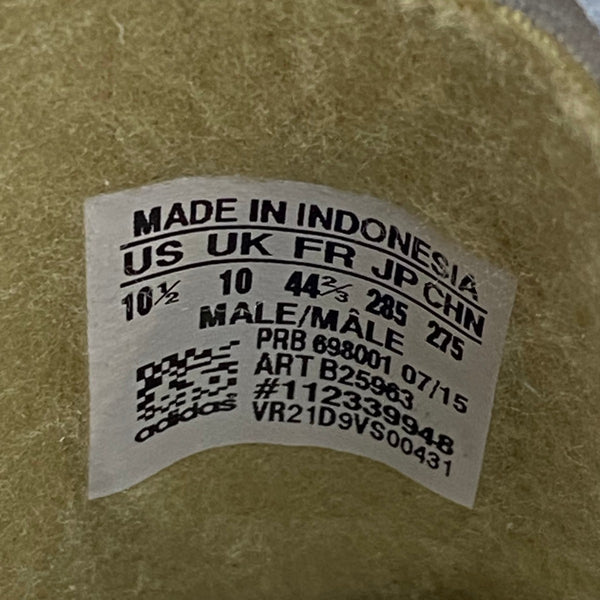 MADE IN INDONESIA
US UK FR JP CHN
10½ 10 44⅔ 285 275
MALE/MÂLE
PRB 698001 07/15
ART B25963
#112339948
VR21D9VS00431
adidas